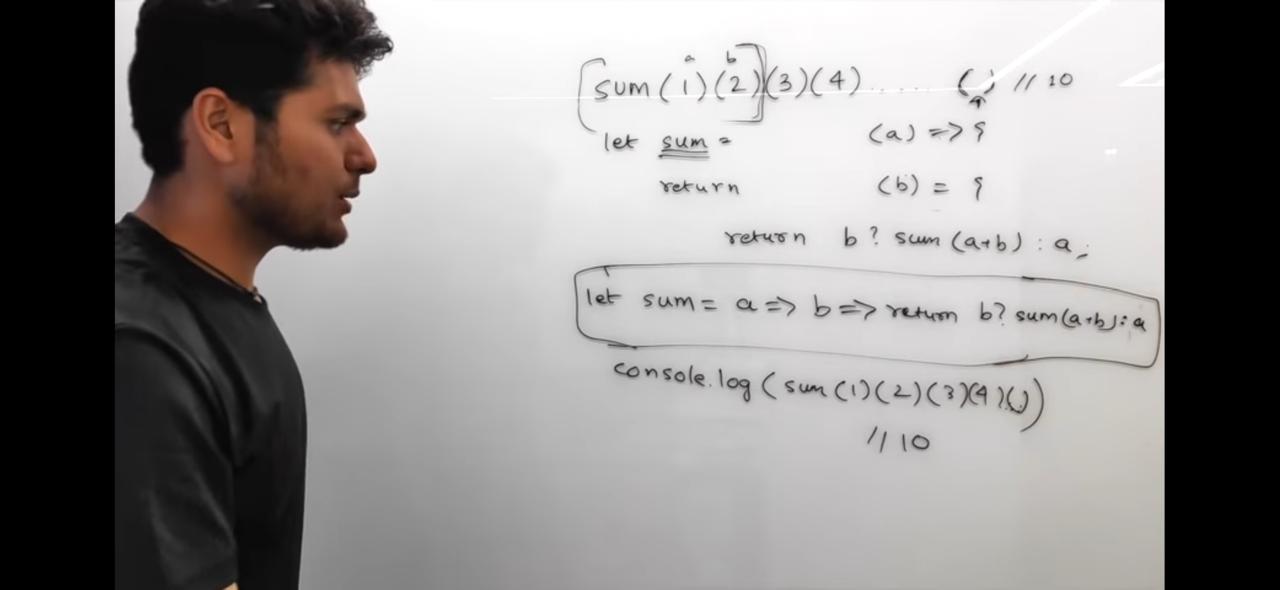 a b
sum(1)(2)(3)(4)...... () // 10
let sum = (a) => {
return (b) = {
return b? sum(a+b) : a;
let sum = a => b => return b? sum(a+b) : a
console.log(sum(1)(2)(3)(4)())
// 10